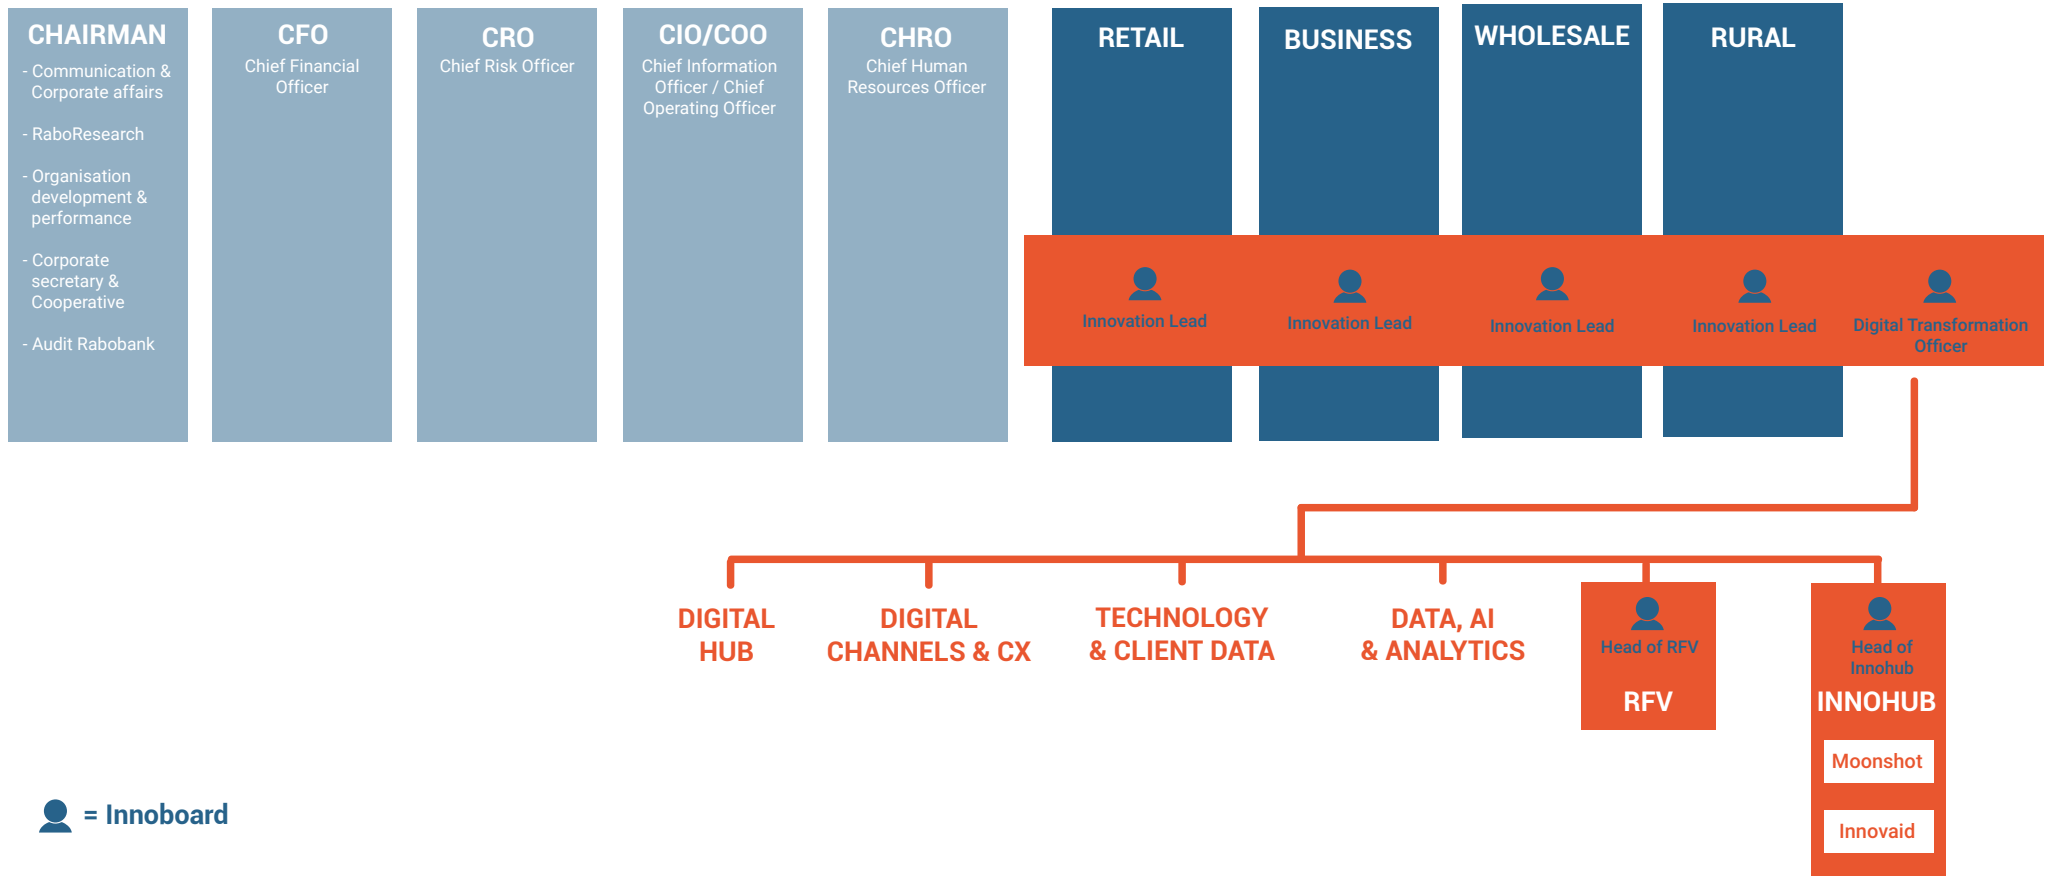 CHAIRMAN
- Communication &
Corporate affairs
- RaboResearch
- Organisation
development &
performance
- Corporate
secretary &
Cooperative
- Audit Rabobank
CFO
Chief Financial
Officer
CRO
Chief Risk Officer
CIO/COO
Chief Information
Officer / Chief
Operating Officer
CHRO
Chief Human
Resources Officer
RETAIL
BUSINESS
WHOLESALE
RURAL
Innovation Lead
Innovation Lead
Innovation Lead
Innovation Lead
Digital Transformation
Officer
DIGITAL
HUB
DIGITAL
CHANNELS & CX
TECHNOLOGY
& CLIENT DATA
DATA, AI
& ANALYTICS
Head of RFV
RFV
Head of
Innohub
INNOHUB
Moonshot
Innovaid
= Innoboard